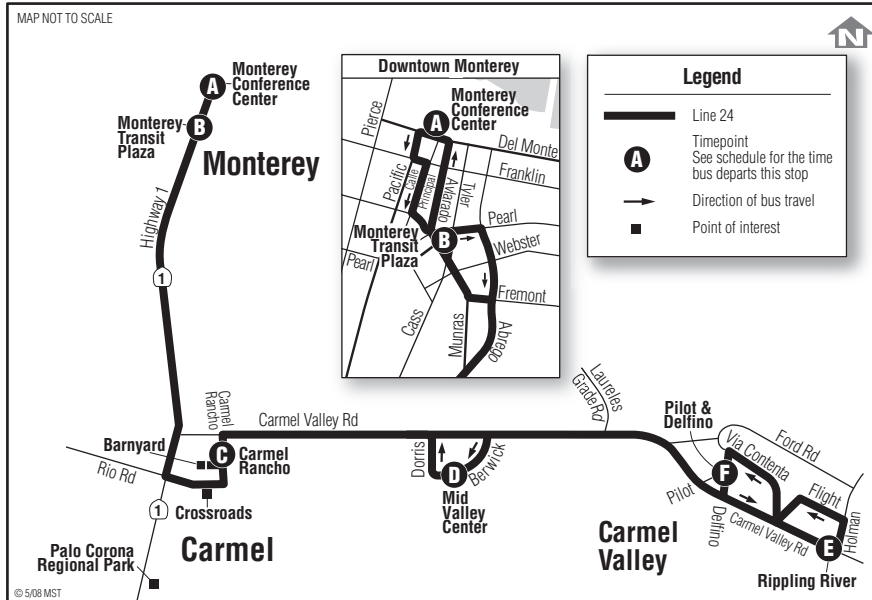 MAP NOT TO SCALE
N
A
Monterey
Conference
Center
Monterey
Transit
Plaza
B
Monterey
Highway 1
1
Downtown Monterey
Monterey
Conference
Center
A
Pierce
Del Monte
Franklin
Pacific
Calle
Principal
Avlarado
Tyler
Pearl
Monterey
Transit
Plaza
B
Webster
Pearl
Fremont
Cass
Munras
Abrego
Legend
Line 24
A
Timepoint
See schedule for the time
bus departs this stop
Direction of bus travel
Point of interest
Carmel
Rancho
Carmel Valley Rd
Laureles
Grade Rd
Barnyard
C
Carmel
Rancho
Rio Rd
Crossroads
1
Carmel
Palo Corona
Regional Park
Dorris
Berwick
D
Mid
Valley
Center
Pilot &
Delfino
Ford Rd
Via Contenta
F
Flight
Pilot
Delfino
Carmel Valley Rd
Holman
E
Rippling River
Carmel
Valley
© 5/08 MST